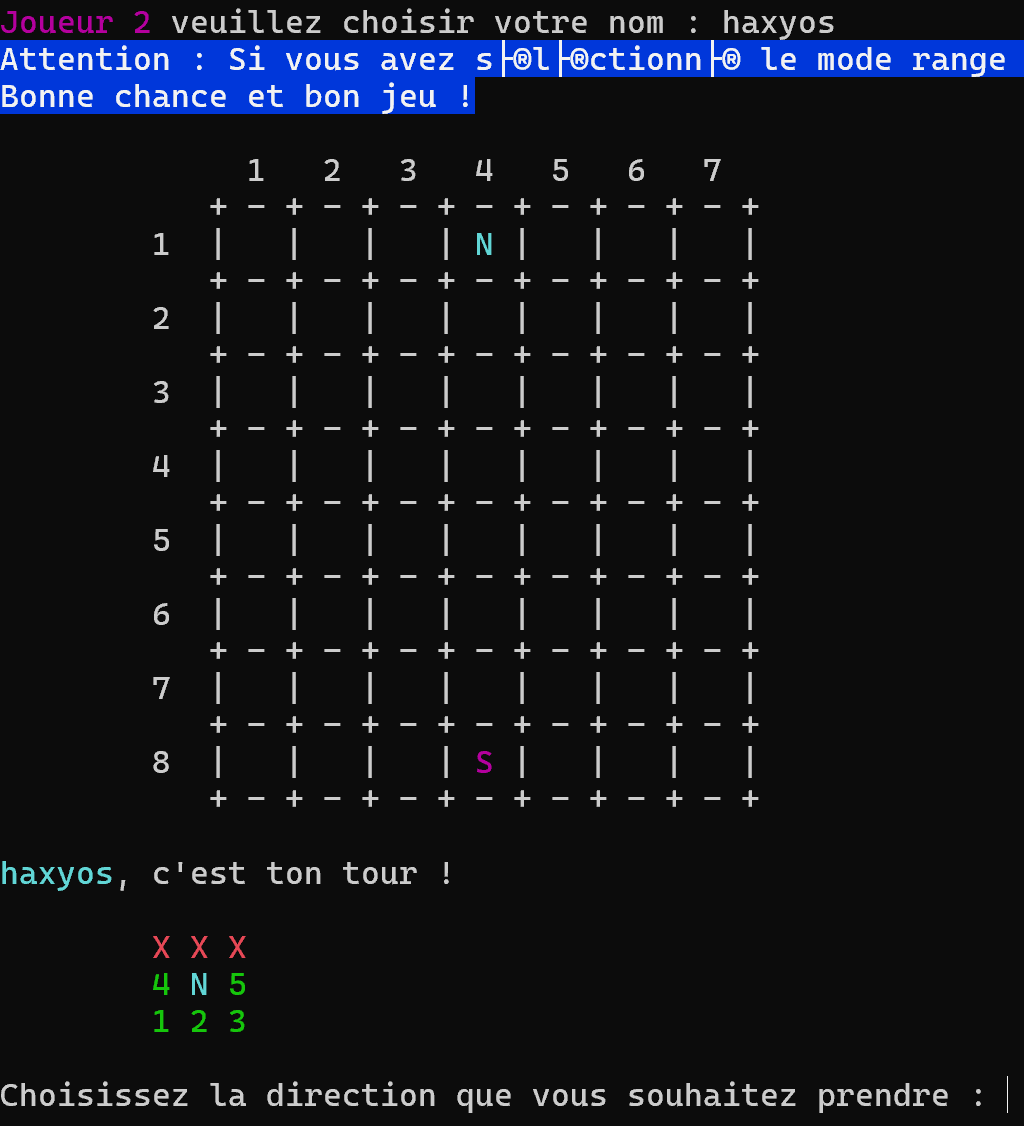 Joueur 2 veuillez choisir votre nom : haxyos
Attention : Si vous avez s├®l├®ctionn├® le mode range
Bonne chance et bon jeu !
1 2 3 4 5 6 7
+ - + - + - + - + - + - + - +
1 | | | | N | | | |
+ - + - + - + - + - + - + - +
2 | | | | | | | |
+ - + - + - + - + - + - + - +
3 | | | | | | | |
+ - + - + - + - + - + - + - +
4 | | | | | | | |
+ - + - + - + - + - + - + - +
5 | | | | | | | |
+ - + - + - + - + - + - + - +
6 | | | | | | | |
+ - + - + - + - + - + - + - +
7 | | | | | | | |
+ - + - + - + - + - + - + - +
8 | | | | S | | | |
+ - + - + - + - + - + - + - +
haxyos, c'est ton tour !
X X X
4 N 5
1 2 3
Choisissez la direction que vous souhaitez prendre :